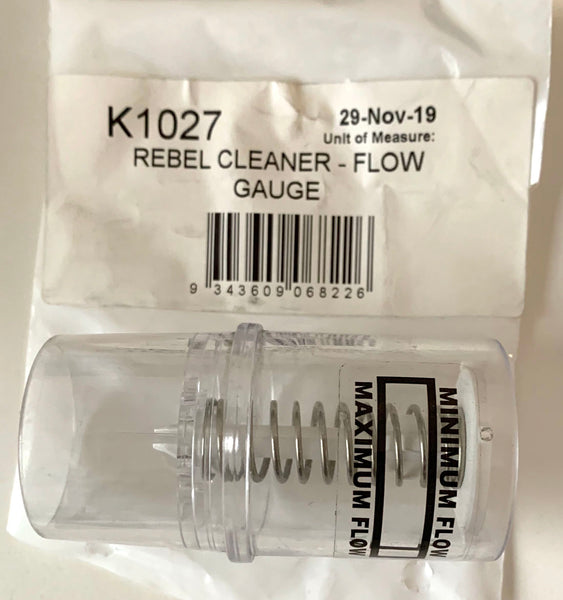 K1027
29-Nov-19
Unit of Measure:
REBEL CLEANER - FLOW
GAUGE
9 343609 068226
MINIMUM FLOW
MAXIMUM FLOW